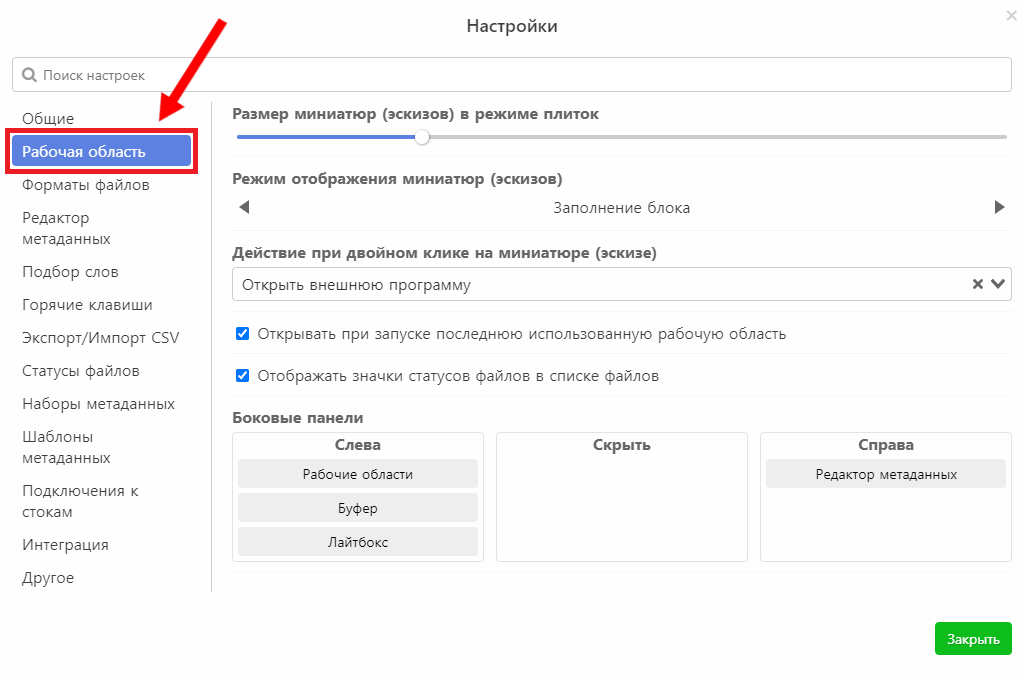 Настройки
Поиск настроек
Общие
Рабочая область
Форматы файлов
Редактор
метаданных
Подбор слов
Горячие клавиши
Экспорт/Импорт CSV
Статусы файлов
Наборы метаданных
Шаблоны
метаданных
Подключения к
стокам
Интеграция
Другое
Размер миниатюр (эскизов) в режиме плиток
Режим отображения миниатюр (эскизов)
Заполнение блока
Действие при двойном клике на миниатюре (эскизе)
Открыть внешнюю программу
Открывать при запуске последнюю использованную рабочую область
Отображать значки статусов файлов в списке файлов
Боковые панели
Слева
Рабочие области
Буфер
Лайтбокс
Скрыть
Справа
Редактор метаданных
Закрыть